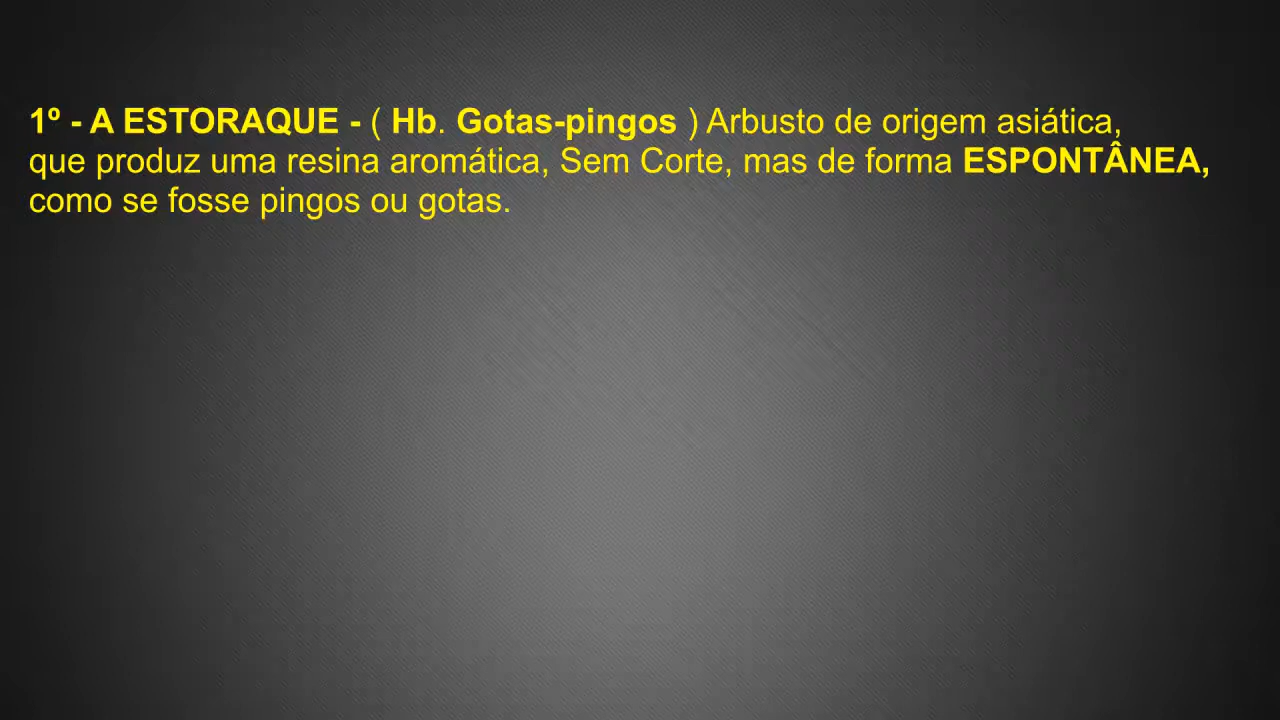 1º - A ESTORAQUE - ( Hb. Gotas-pingos ) Arbusto de origem asiática,
que produz uma resina aromática, Sem Corte, mas de forma ESPONTÂNEA,
como se fosse pingos ou gotas.